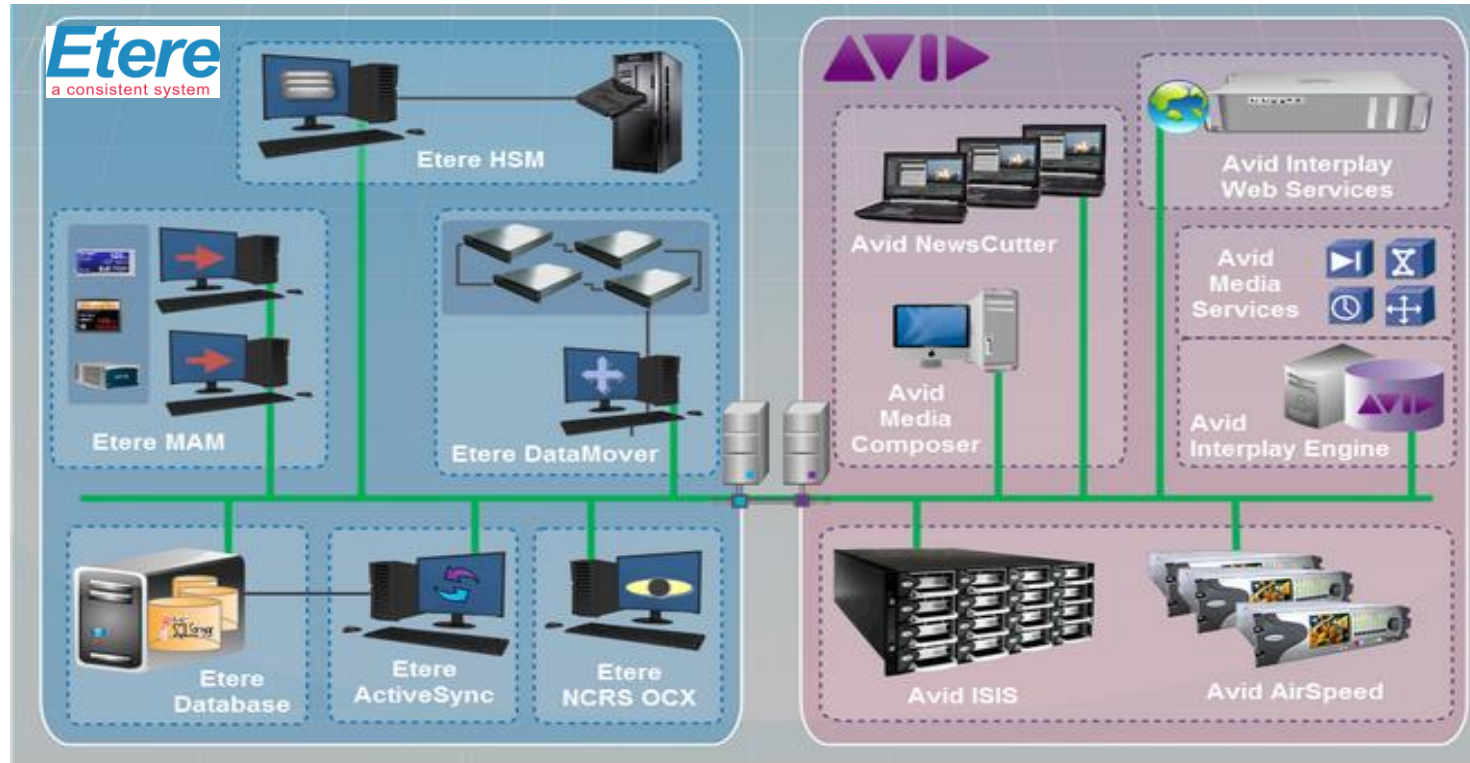 Etere
a consistent system
Etere HSM
Etere MAM
Etere DataMover
Etere
Database
Etere
ActiveSync
Etere
NCRS OCX
AVID
Avid NewsCutter
Avid
Media
Composer
Avid Interplay
Web Services
Avid
Media
Services
Avid
Interplay Engine
AVID
Avid ISIS
Avid AirSpeed